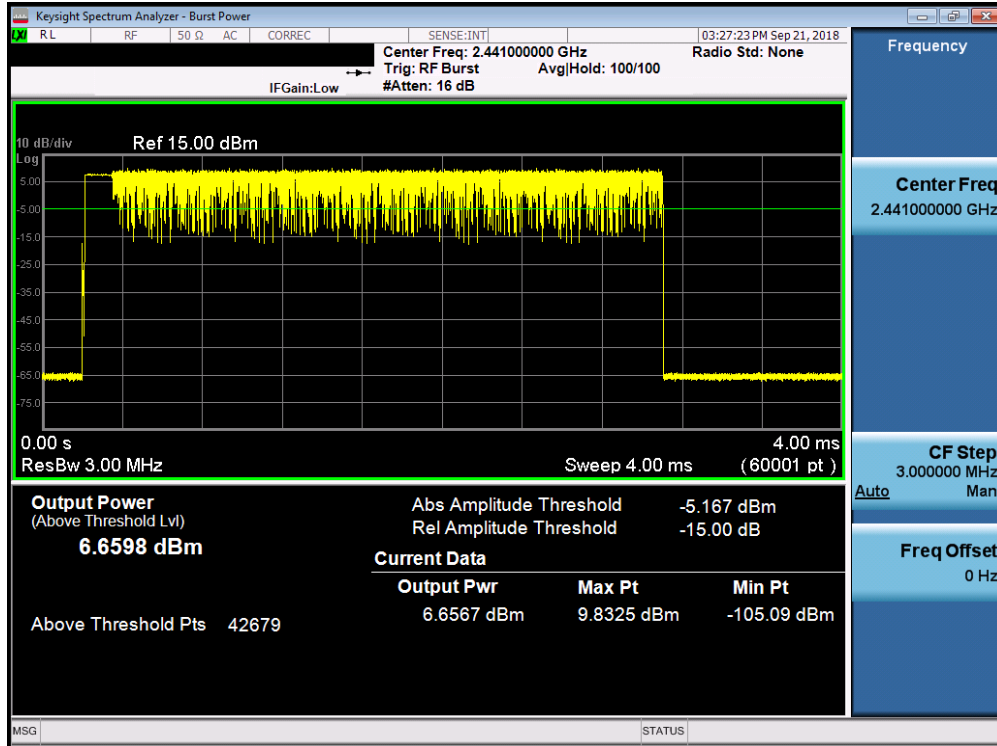 Keysight Spectrum Analyzer - Burst Power
LXI RL RF 50 Ω AC CORREC SENSE:INT 03:27:23 PM Sep 21, 2018
Center Freq: 2.441000000 GHz Radio Std: None
Trig: RF Burst Avg|Hold: 100/100
IFGain:Low #Atten: 16 dB
10 dB/div Ref 15.00 dBm
Log
5.00
-5.00
-15.0
-25.0
-35.0
-45.0
-55.0
-65.0
-75.0
0.00 s 4.00 ms
ResBw 3.00 MHz Sweep 4.00 ms (60001 pt)
Output Power
(Above Threshold Lvl)
6.6598 dBm
Above Threshold Pts 42679
Abs Amplitude Threshold -5.167 dBm
Rel Amplitude Threshold -15.00 dB
Current Data
Output Pwr Max Pt Min Pt
6.6567 dBm 9.8325 dBm -105.09 dBm
Frequency
Center Freq
2.441000000 GHz
CF Step
3.000000 MHz
Auto Man
Freq Offset
0 Hz
MSG STATUS